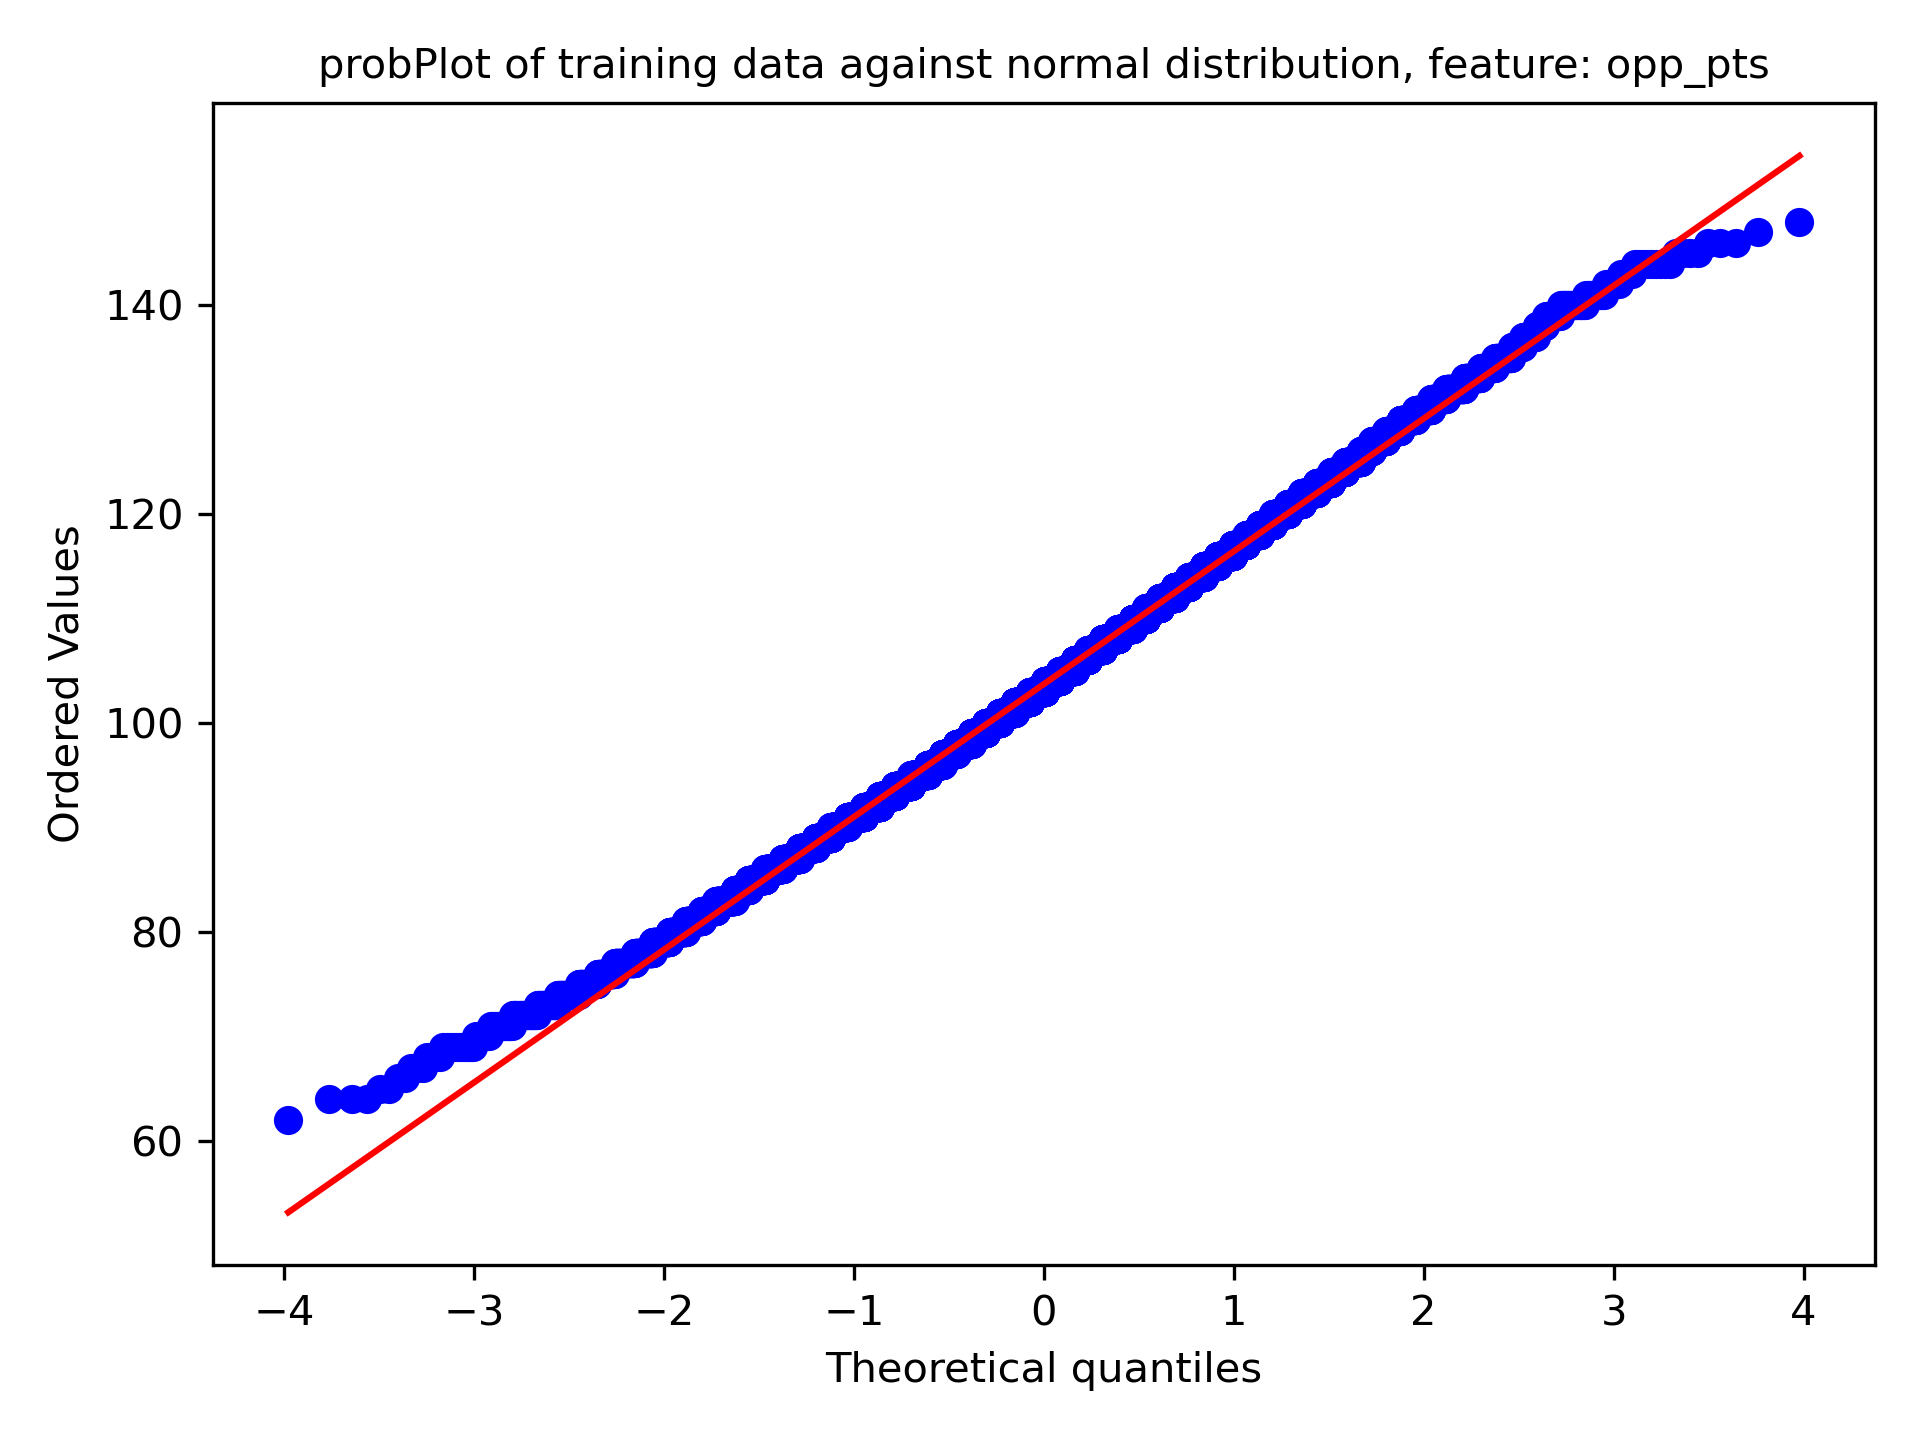 probPlot of training data against normal distribution, feature: opp_pts
Ordered Values
140
120
100
80
60
−4 −3 −2 −1 0 1 2 3 4
Theoretical quantiles